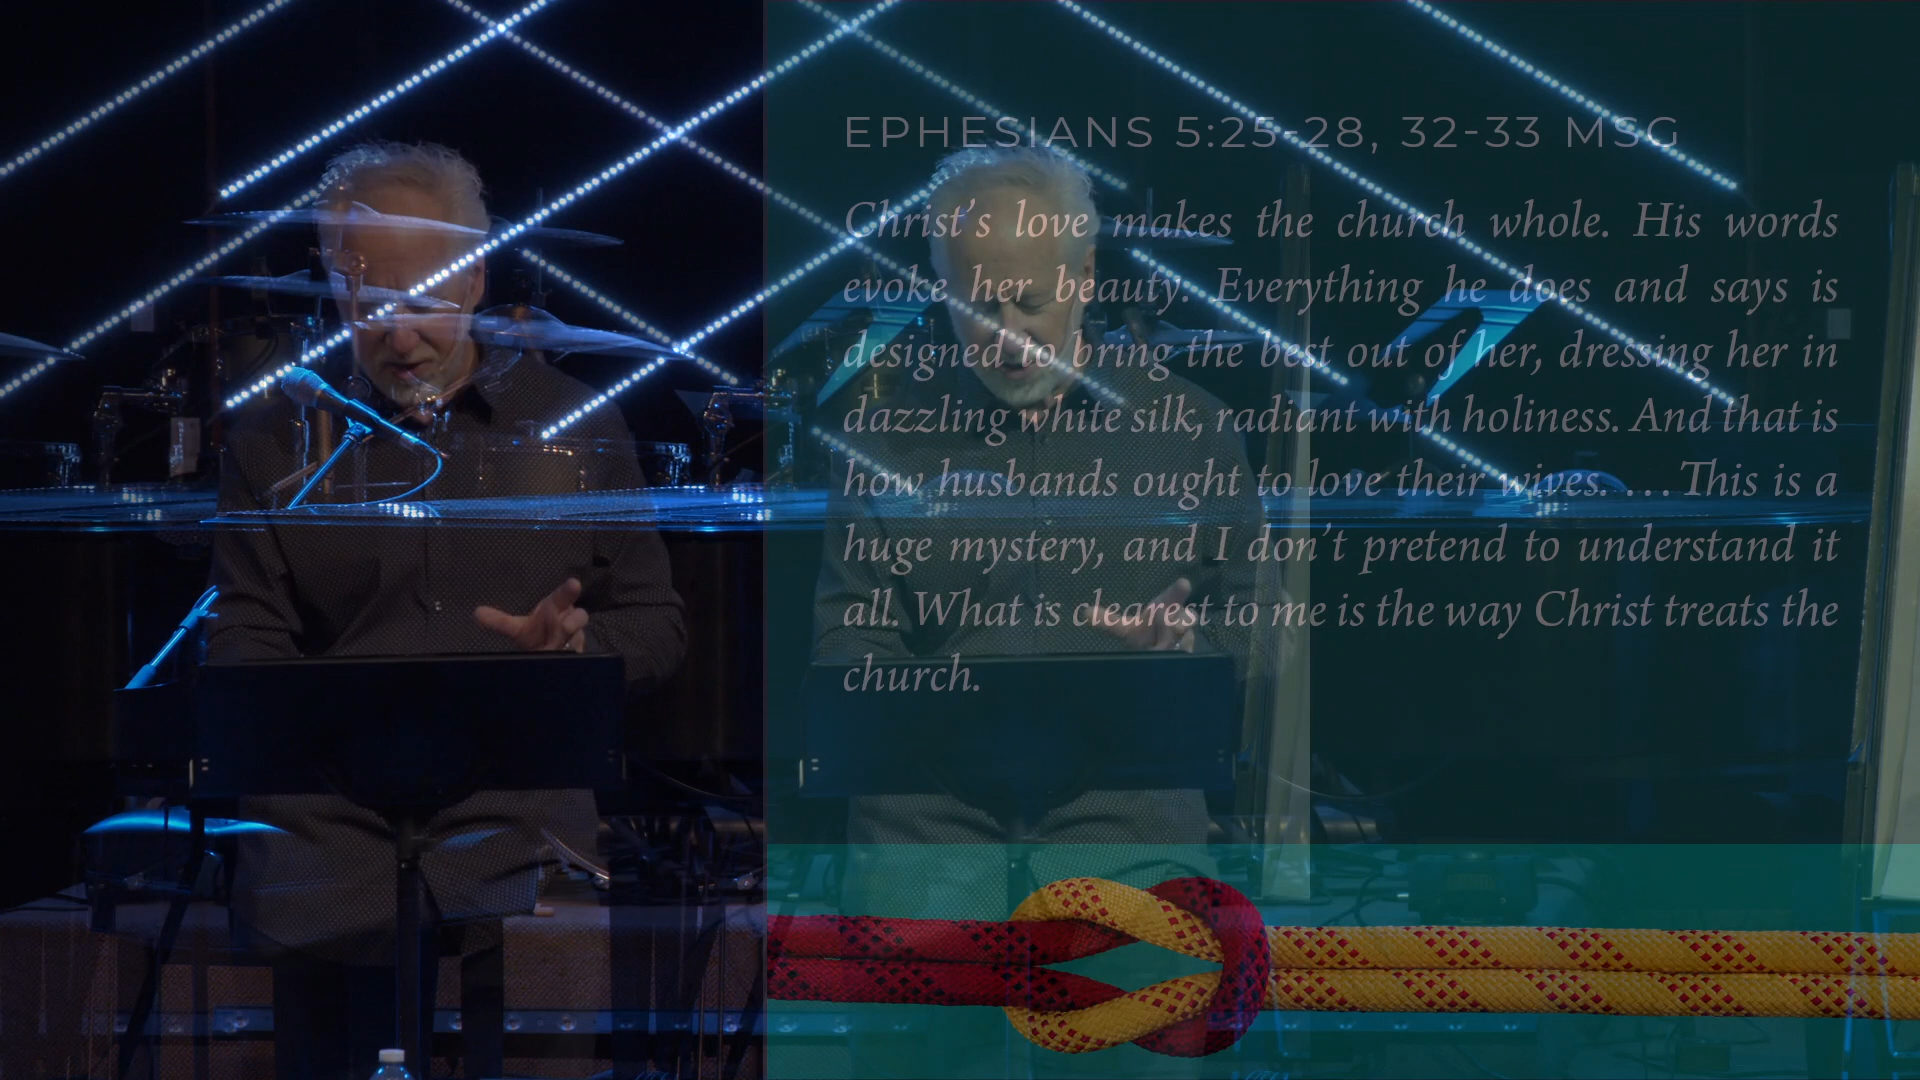 EPHESIANS 5:25-28, 32-33 MSG
Christ’s love makes the church whole. His words
evoke her beauty. Everything he does and says is
designed to bring the best out of her, dressing her in
dazzling white silk, radiant with holiness. And that is
how husbands ought to love their wives. . . . This is a
huge mystery, and I don’t pretend to understand it
all. What is clearest to me is the way Christ treats the
church.